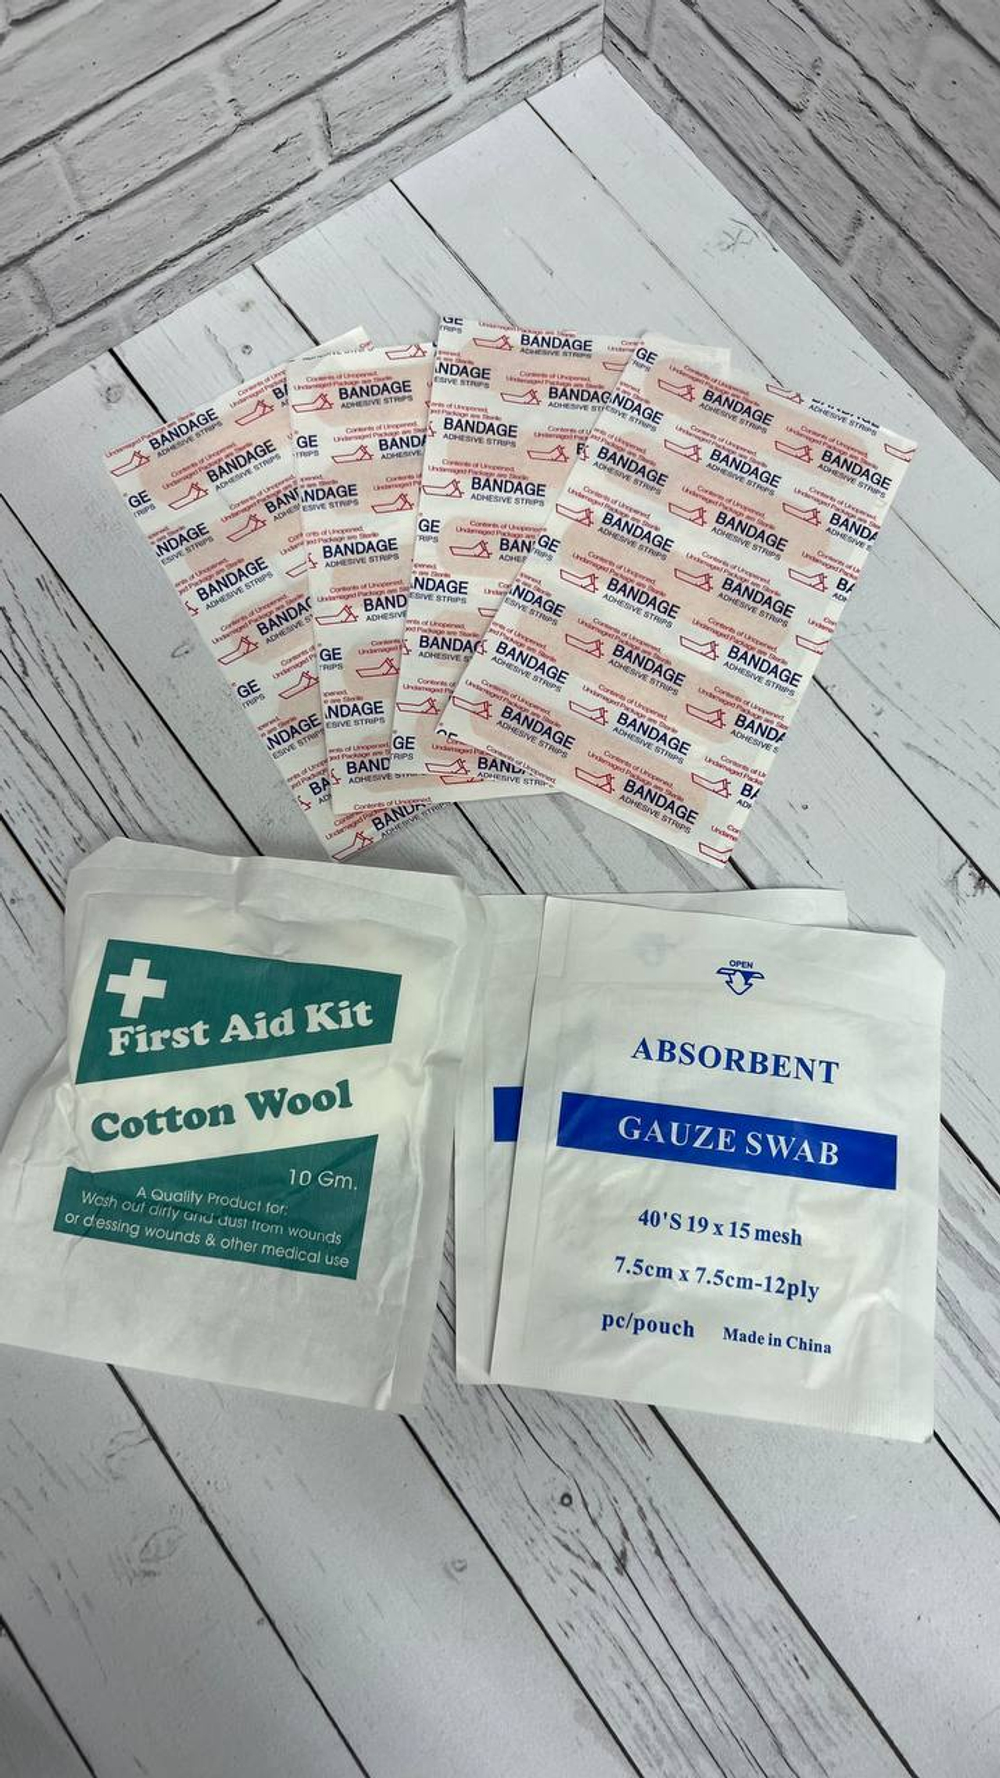 Contents of Unopened,
Undamaged Package are Sterile
BANDAGE
ADHESIVE STRIPS
First Aid Kit
Cotton Wool
10 Gm.
A Quality Product for:
Wash out dirty and dust from wounds
or dressing wounds & other medical use
OPEN
ABSORBENT
GAUZE SWAB
40'S 19 x 15 mesh
7.5cm x 7.5cm-12ply
pc/pouch Made in China